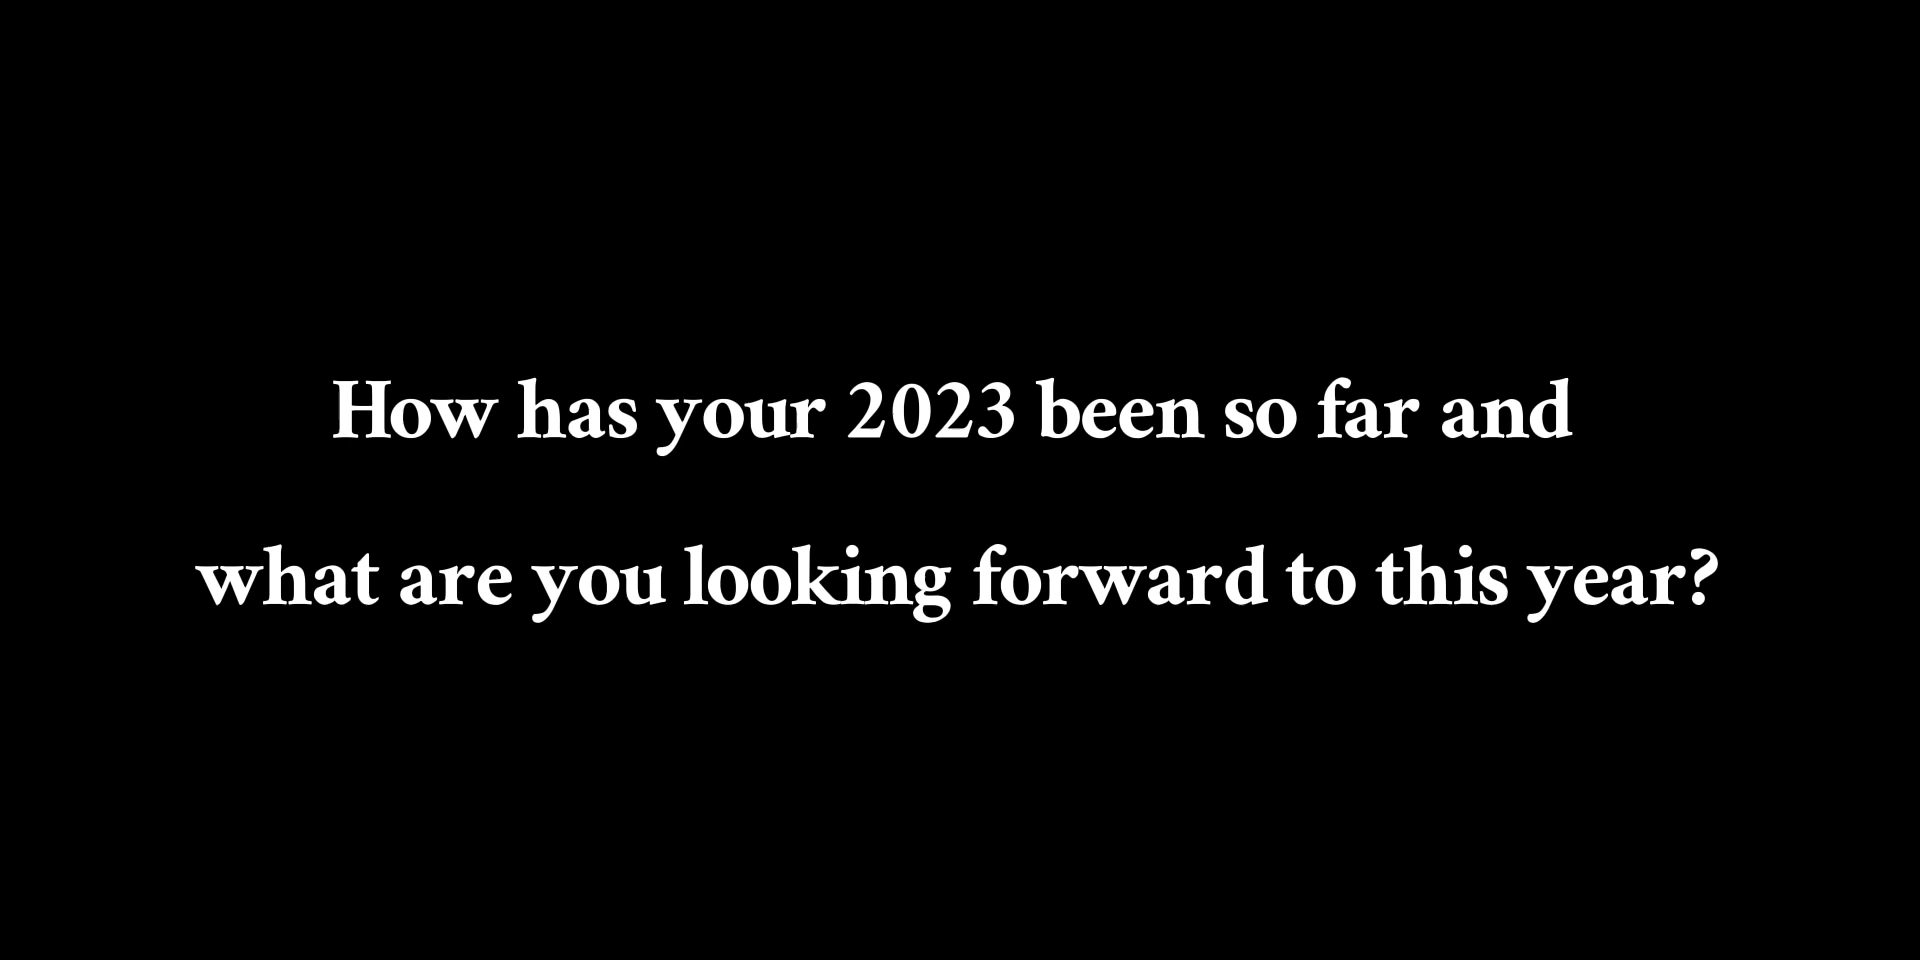 How has your 2023 been so far and
what are you looking forward to this year?